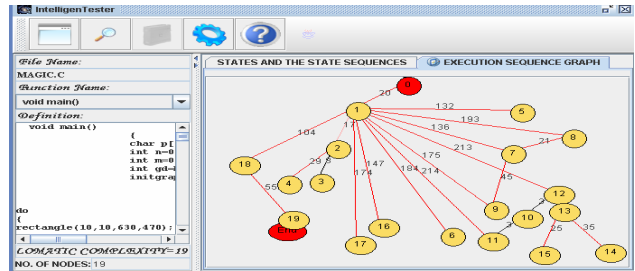 IntelligenTester
File Name:
MAGIC.C
Function Name:
void main()
Definition:
void main()
{
char p[
int n=0
int m=0
int gd=
initgra
do
{
rectangle(10,10,630,470);
LOMATIC COMPLEXITY=19
NO. OF NODES: 19
STATES AND THE STATE SEQUENCES
EXECUTION SEQUENCE GRAPH
0
20
1
132
5
193
8
136
21
104
17
213
7
2
18
29
175
45
12
4
3
174
147
184
214
55
9
10
13
19
End
16
6
11
3
25
35
17
15
14